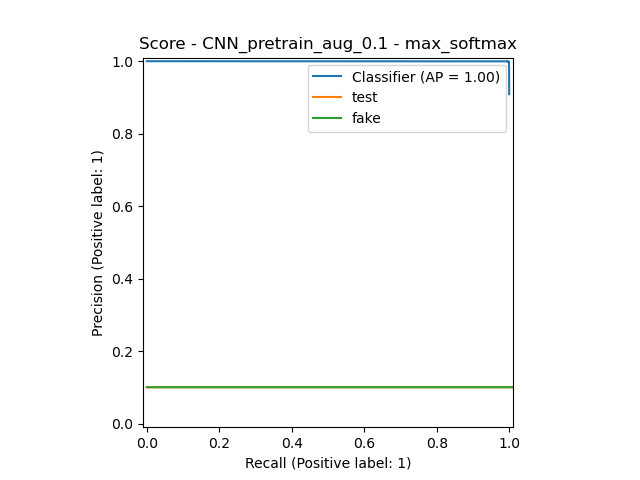 Score - CNN_pretrain_aug_0.1 - max_softmax
1.0
0.8
0.6
0.4
0.2
0.0
Precision (Positive label: 1)
Classifier (AP = 1.00)
test
fake
0.0 0.2 0.4 0.6 0.8 1.0
Recall (Positive label: 1)